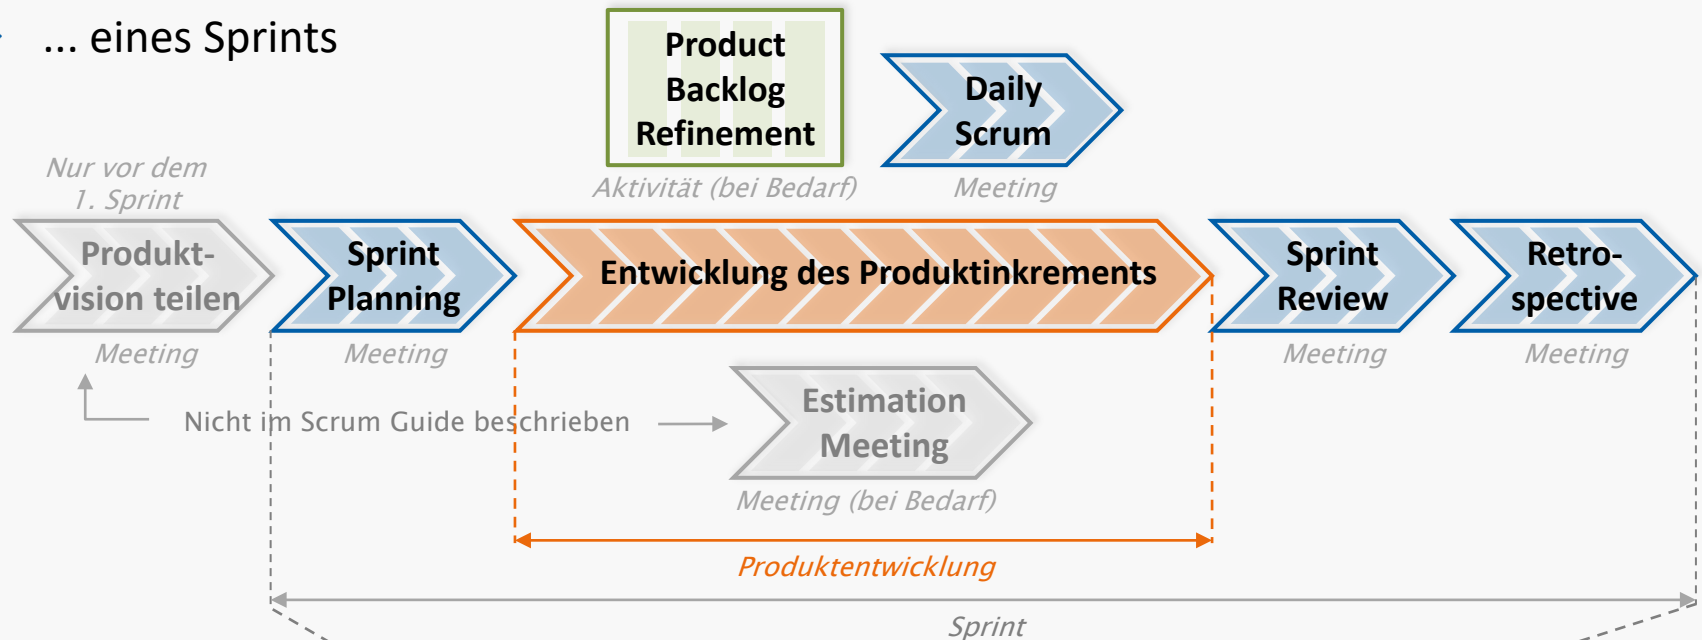 ... eines Sprints
Product
Backlog
Refinement
Aktivität (bei Bedarf)
Daily
Scrum
Meeting
Nur vor dem
1. Sprint
Produkt-
vision teilen
Meeting
Sprint
Planning
Meeting
Entwicklung des Produktinkrements
Sprint
Review
Meeting
Retro-
spective
Meeting
Nicht im Scrum Guide beschrieben
Estimation
Meeting
Meeting (bei Bedarf)
Produktentwicklung
Sprint